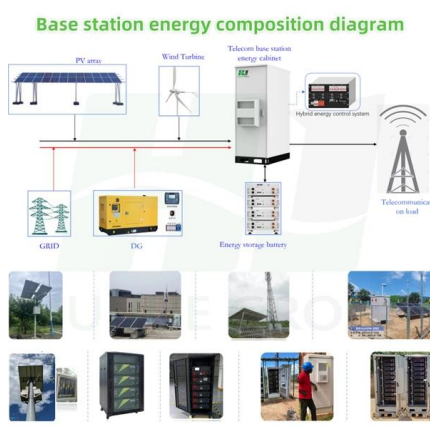 Base station energy composition diagram
PV array
Wind Turbine
Telecom base station
energy cabinet
Hybrid energy control system
GRID
DG
Energy storage battery
Telecommunicati
on load